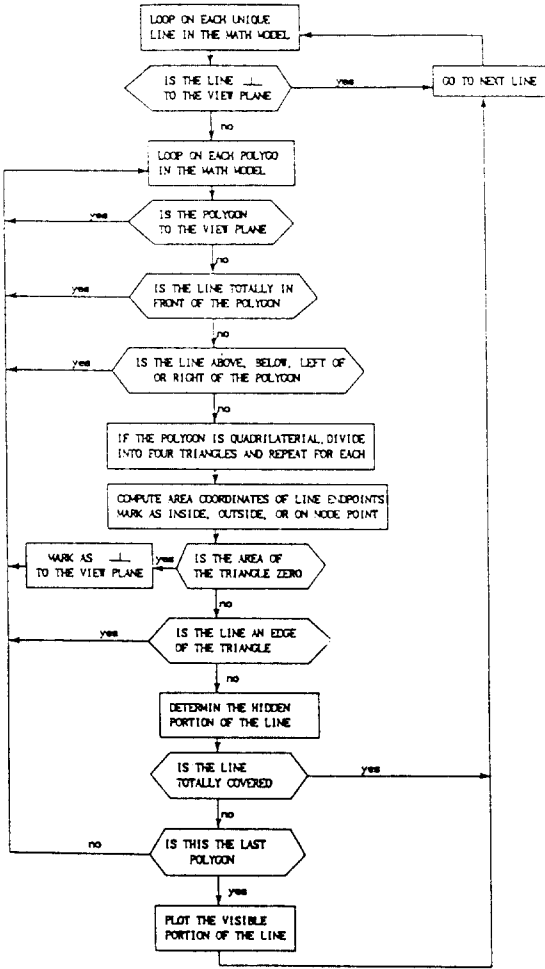 LOOP ON EACH UNIQUE
LINE IN THE MATH MODEL
IS THE LINE ⊥
TO THE VIEW PLANE
yes
GO TO NEXT LINE
no
LOOP ON EACH POLYGO
IN THE MATH MODEL
yes
IS THE POLYGON
TO THE VIEW PLANE
no
yes
IS THE LINE TOTALLY IN
FRONT OF THE POLYGON
no
yes
IS THE LINE ABOVE, BELOW, LEFT OF
OR RIGHT OF THE POLYGON
no
IF THE POLYGON IS QUADRILATERIAL, DIVIDE
INTO FOUR TRIANGLES AND REPEAT FOR EACH
COMPUTE AREA COORDINATES OF LINE ENDPOINTS
MARK AS INSIDE, OUTSIDE, OR ON NODE POINT
MARK AS ⊥
TO THE VIEW PLANE
yes
IS THE AREA OF
THE TRIANGLE ZERO
no
yes
IS THE LINE AN EDGE
OF THE TRIANGLE
no
DETERMIN THE HIDDEN
PORTION OF THE LINE
IS THE LINE
TOTALLY COVERED
yes
no
no
IS THIS THE LAST
POLYGON
yes
PLOT THE VISIBLE
PORTION OF THE LINE